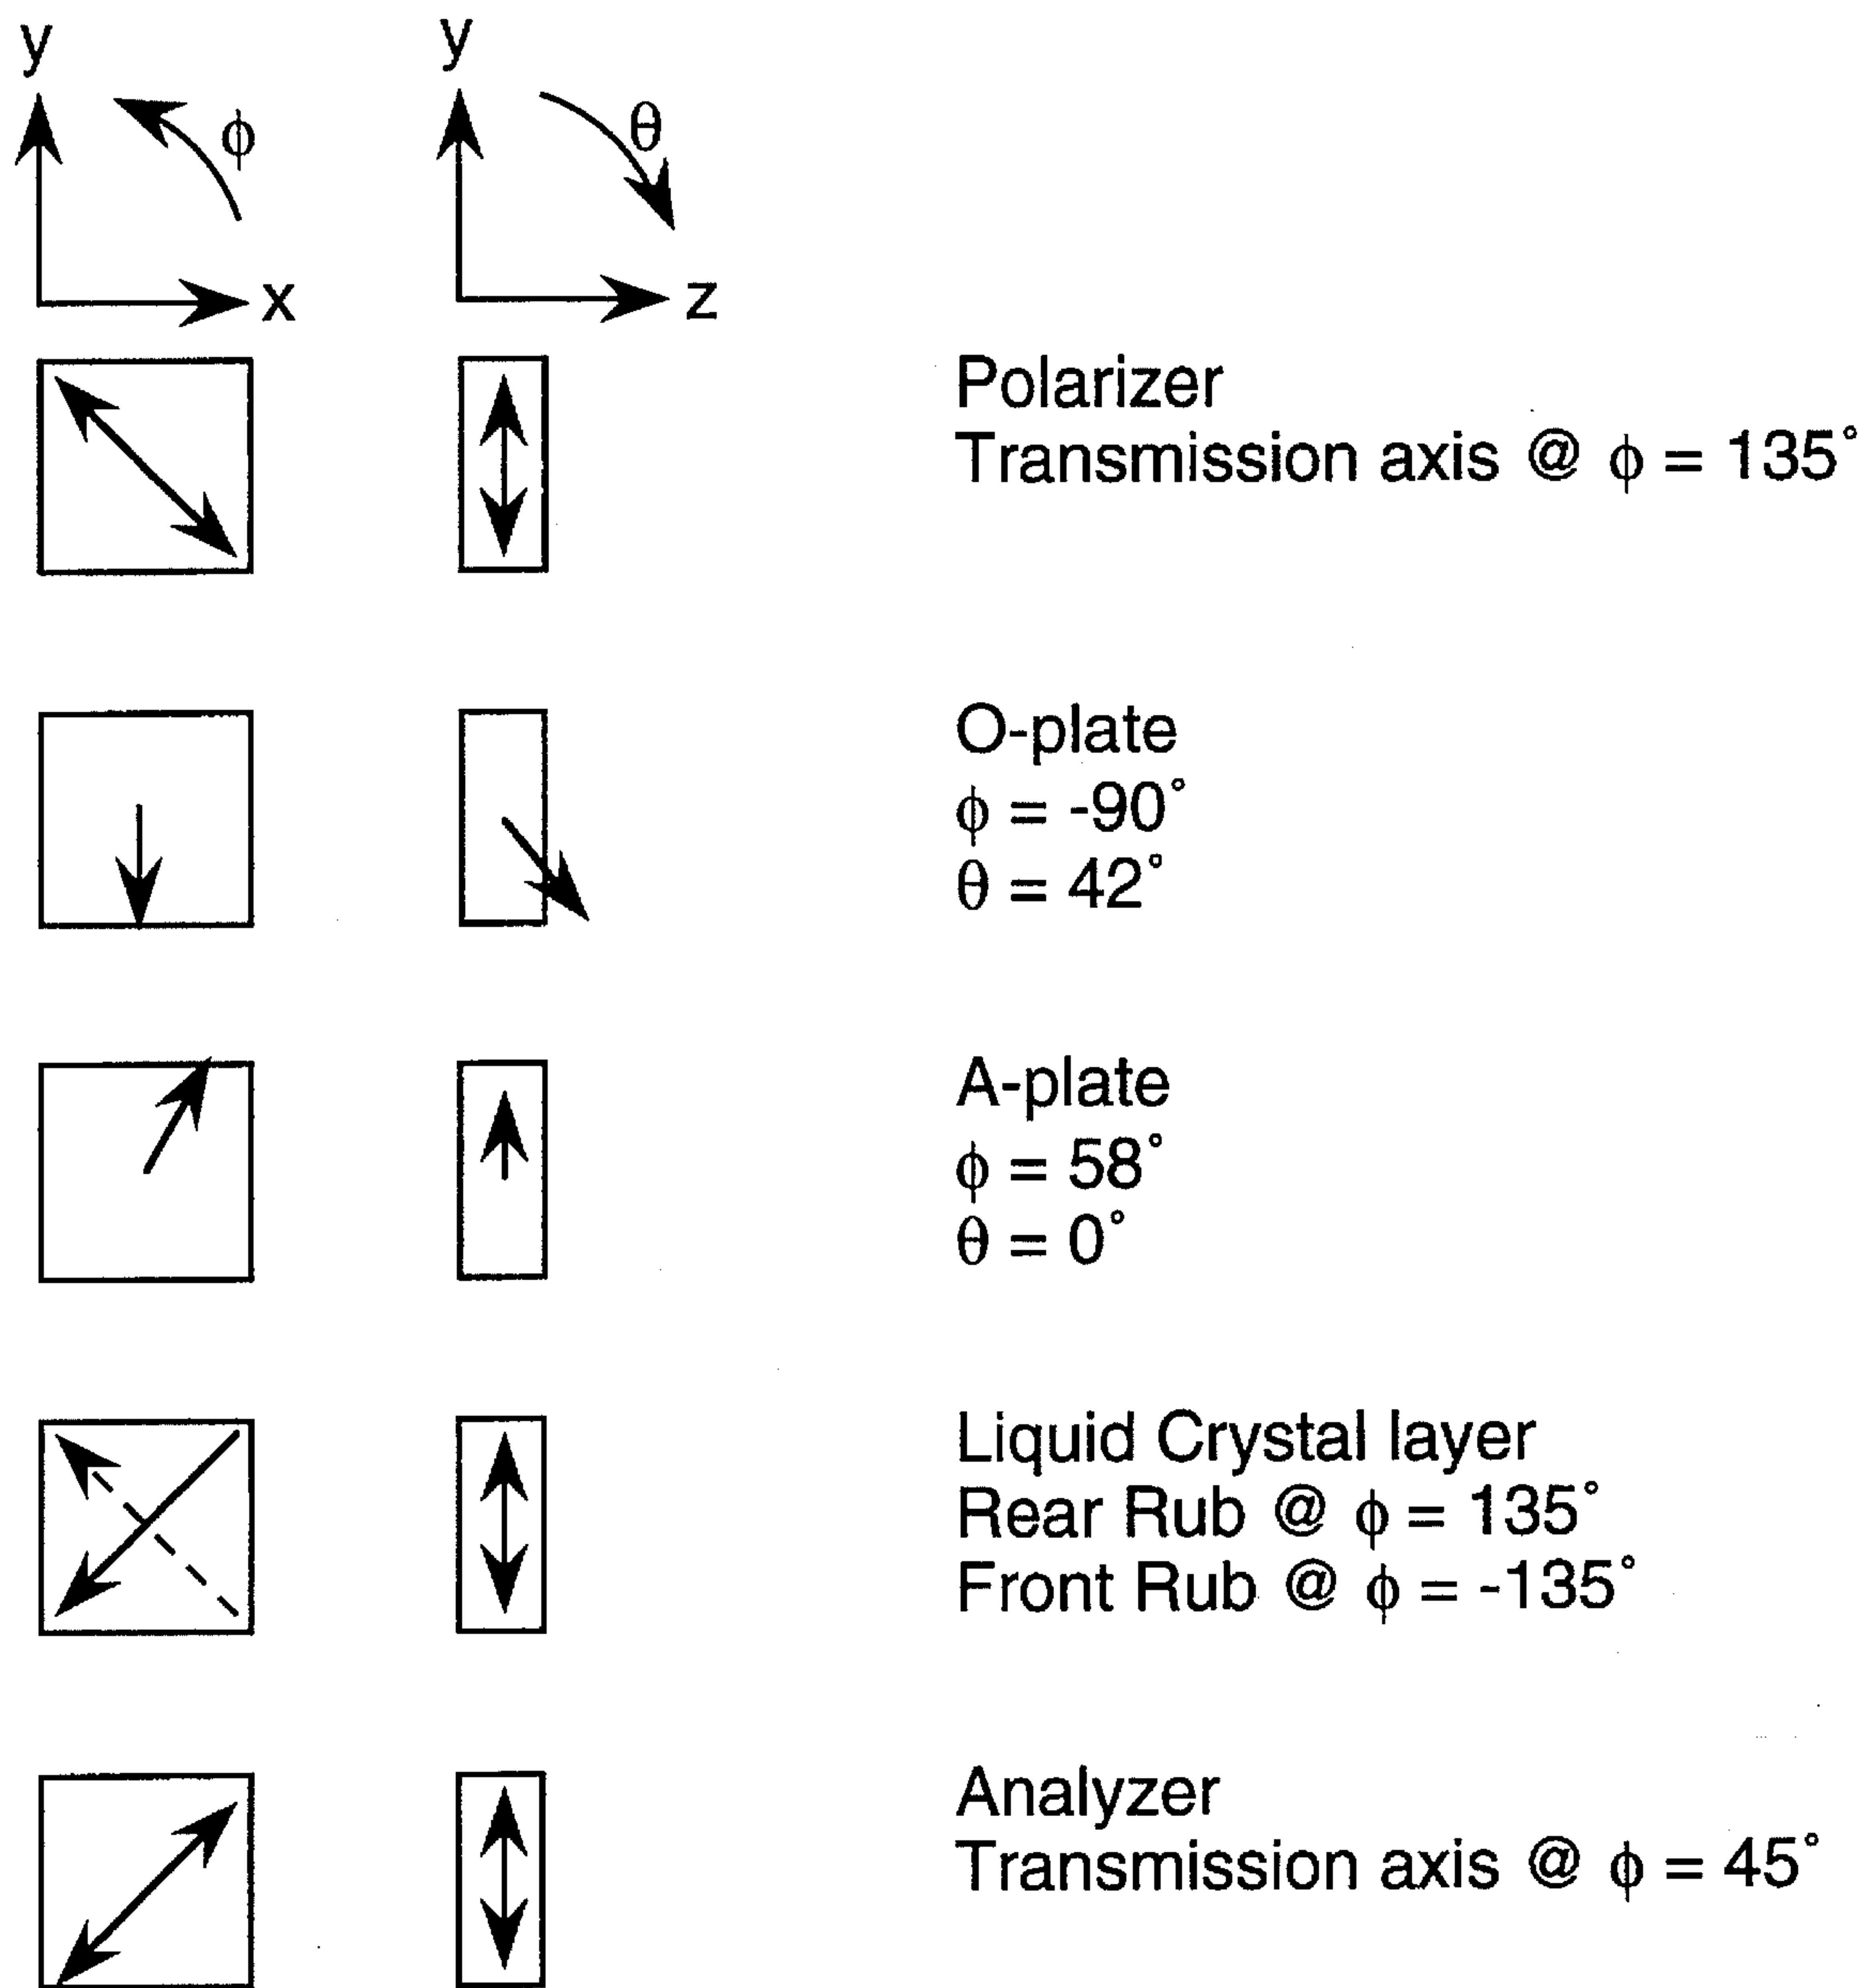 y
y
ϕ
θ
x
z
Polarizer
Transmission axis @ ϕ = 135°
O-plate
ϕ = -90°
θ = 42°
A-plate
ϕ = 58°
θ = 0°
Liquid Crystal layer
Rear Rub @ ϕ = 135°
Front Rub @ ϕ = -135°
Analyzer
Transmission axis @ ϕ = 45°